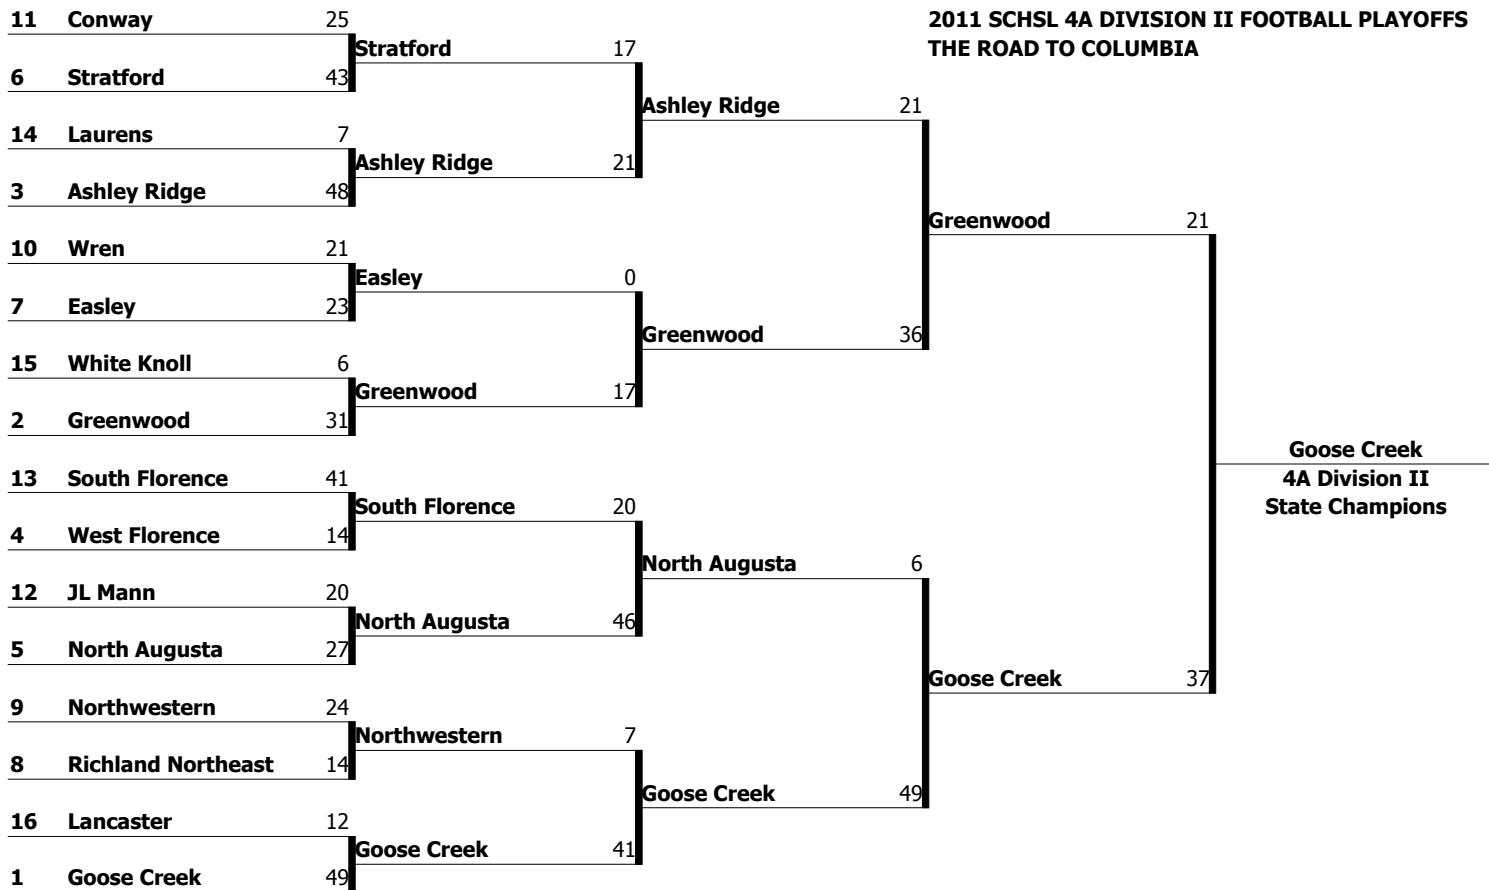 2011 SCHSL 4A DIVISION II FOOTBALL PLAYOFFS
THE ROAD TO COLUMBIA
11 Conway 25
Stratford 17
6 Stratford 43
Ashley Ridge 21
14 Laurens 7
Ashley Ridge 21
3 Ashley Ridge 48
Greenwood 21
10 Wren 21
Easley 0
7 Easley 23
Greenwood 36
15 White Knoll 6
Greenwood 17
2 Greenwood 31
Goose Creek
4A Division II
State Champions
13 South Florence 41
South Florence 20
4 West Florence 14
North Augusta 6
12 JL Mann 20
North Augusta 46
5 North Augusta 27
Goose Creek 37
9 Northwestern 24
Northwestern 7
8 Richland Northeast 14
Goose Creek 49
16 Lancaster 12
Goose Creek 41
1 Goose Creek 49